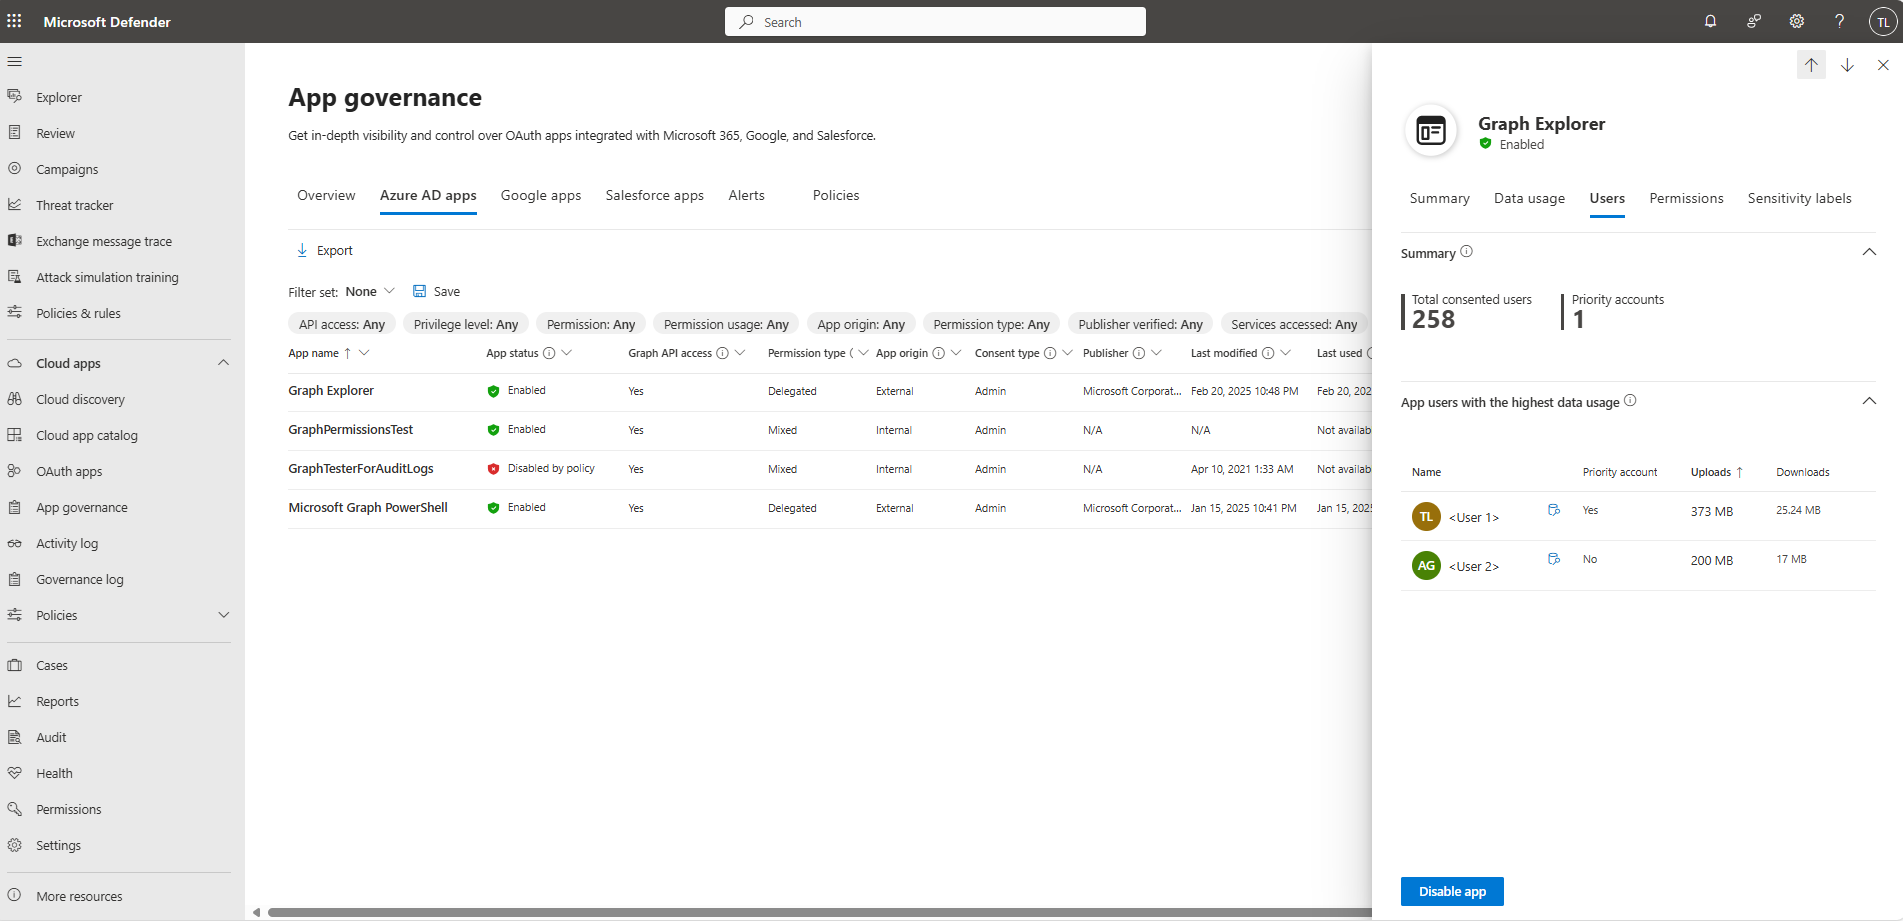 Microsoft Defender
Search
TL
Explorer
Review
Campaigns
Threat tracker
Exchange message trace
Attack simulation training
Policies & rules
Cloud apps
Cloud discovery
Cloud app catalog
OAuth apps
App governance
Activity log
Governance log
Policies
Cases
Reports
Audit
Health
Permissions
Settings
More resources
App governance
Get in-depth visibility and control over OAuth apps integrated with Microsoft 365, Google, and Salesforce.
Overview Azure AD apps Google apps Salesforce apps Alerts Policies
Export
Filter set: None Save
API access: Any Privilege level: Any Permission: Any Permission usage: Any App origin: Any Permission type: Any Publisher verified: Any Services accessed: Any
App name App status Graph API access Permission type App origin Consent type Publisher Last modified Last used
Graph Explorer Enabled Yes Delegated External Admin Microsoft Corporat... Feb 20, 2025 10:48 PM Feb 20, 202
GraphPermissionsTest Enabled Yes Mixed Internal Admin N/A N/A Not availab
GraphTesterForAuditLogs Disabled by policy Yes Mixed Internal Admin N/A Apr 10, 2021 1:33 AM Not availab
Microsoft Graph PowerShell Enabled Yes Delegated External Admin Microsoft Corporat... Jan 15, 2025 10:41 PM Jan 15, 202
Graph Explorer
Enabled
Summary Data usage Users Permissions Sensitivity labels
Summary
Total consented users Priority accounts
258 1
App users with the highest data usage
Name Priority account Uploads Downloads
TL <User 1> Yes 373 MB 25.24 MB
AG <User 2> No 200 MB 17 MB
Disable app